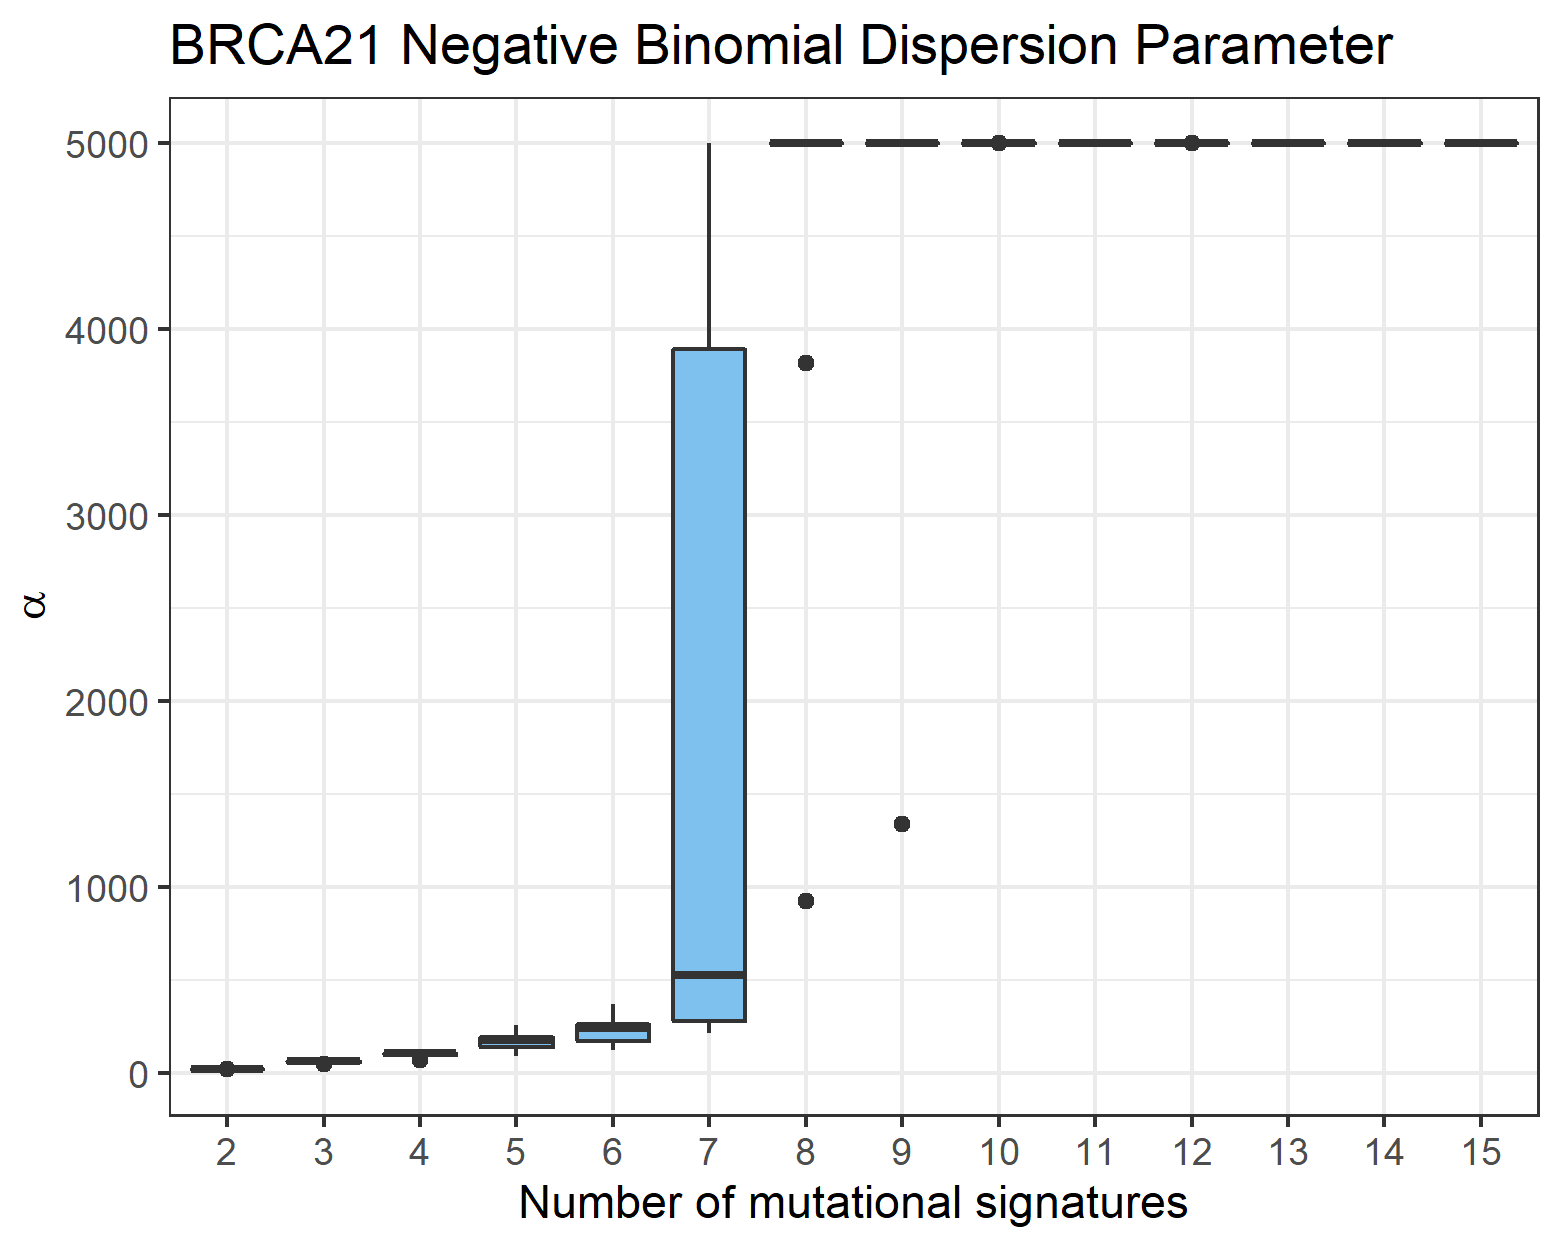 BRCA21 Negative Binomial Dispersion Parameter
5000
4000
3000
2000
1000
0
α
2 3 4 5 6 7 8 9 10 11 12 13 14 15
Number of mutational signatures